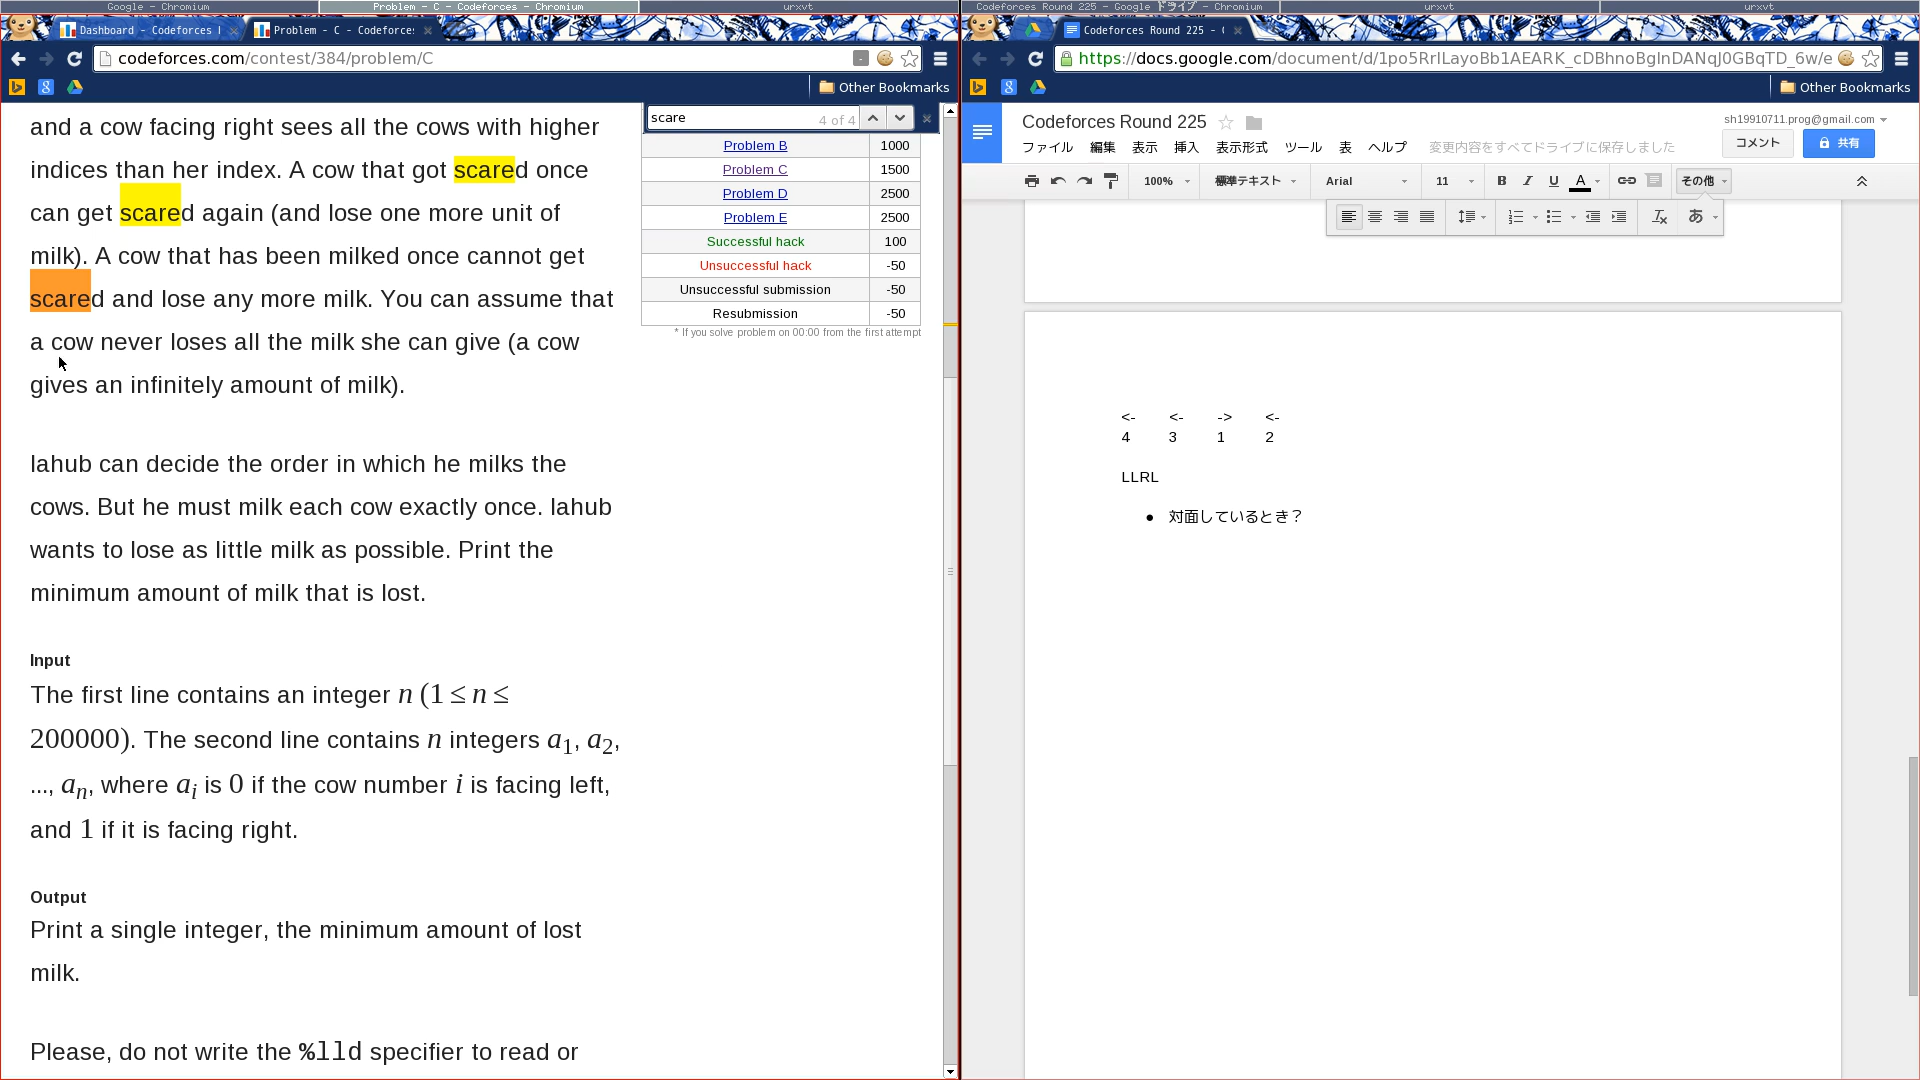 Google - Chromium
Problem - C - Codeforces - Chromium
urxvt
Codeforces Round 225 - Google ドライブ - Chromium
urxvt
urxvt
Dashboard - Codeforces
Problem - C - Codeforces
codeforces.com/contest/384/problem/C
Other Bookmarks
and a cow facing right sees all the cows with higher
indices than her index. A cow that got scared once
can get scared again (and lose one more unit of
milk). A cow that has been milked once cannot get
scared and lose any more milk. You can assume that
a cow never loses all the milk she can give (a cow
gives an infinitely amount of milk).
Iahub can decide the order in which he milks the
cows. But he must milk each cow exactly once. Iahub
wants to lose as little milk as possible. Print the
minimum amount of milk that is lost.
Input
The first line contains an integer n (1 ≤ n ≤
200000). The second line contains n integers a1, a2,
..., an, where ai is 0 if the cow number i is facing left,
and 1 if it is facing right.
Output
Print a single integer, the minimum amount of lost
milk.
Please, do not write the %lld specifier to read or
scare 4 of 4
Problem B 1000
Problem C 1500
Problem D 2500
Problem E 2500
Successful hack 100
Unsuccessful hack -50
Unsuccessful submission -50
Resubmission -50
* If you solve problem on 00:00 from the first attempt
Codeforces Round 225 -
https://docs.google.com/document/d/1po5RrlLayoBb1AEARK_cDBhnoBglnDANqJ0GBqTD_6w/e
Other Bookmarks
Codeforces Round 225
sh19910711.prog@gmail.com
コメント
共有
ファイル 編集 表示 挿入 表示形式 ツール 表 ヘルプ 変更内容をすべてドライブに保存しました
100% 標準テキスト Arial 11 B I U A その他
あ
<- <- -> <-
4 3 1 2
LLRL
● 対面しているとき？